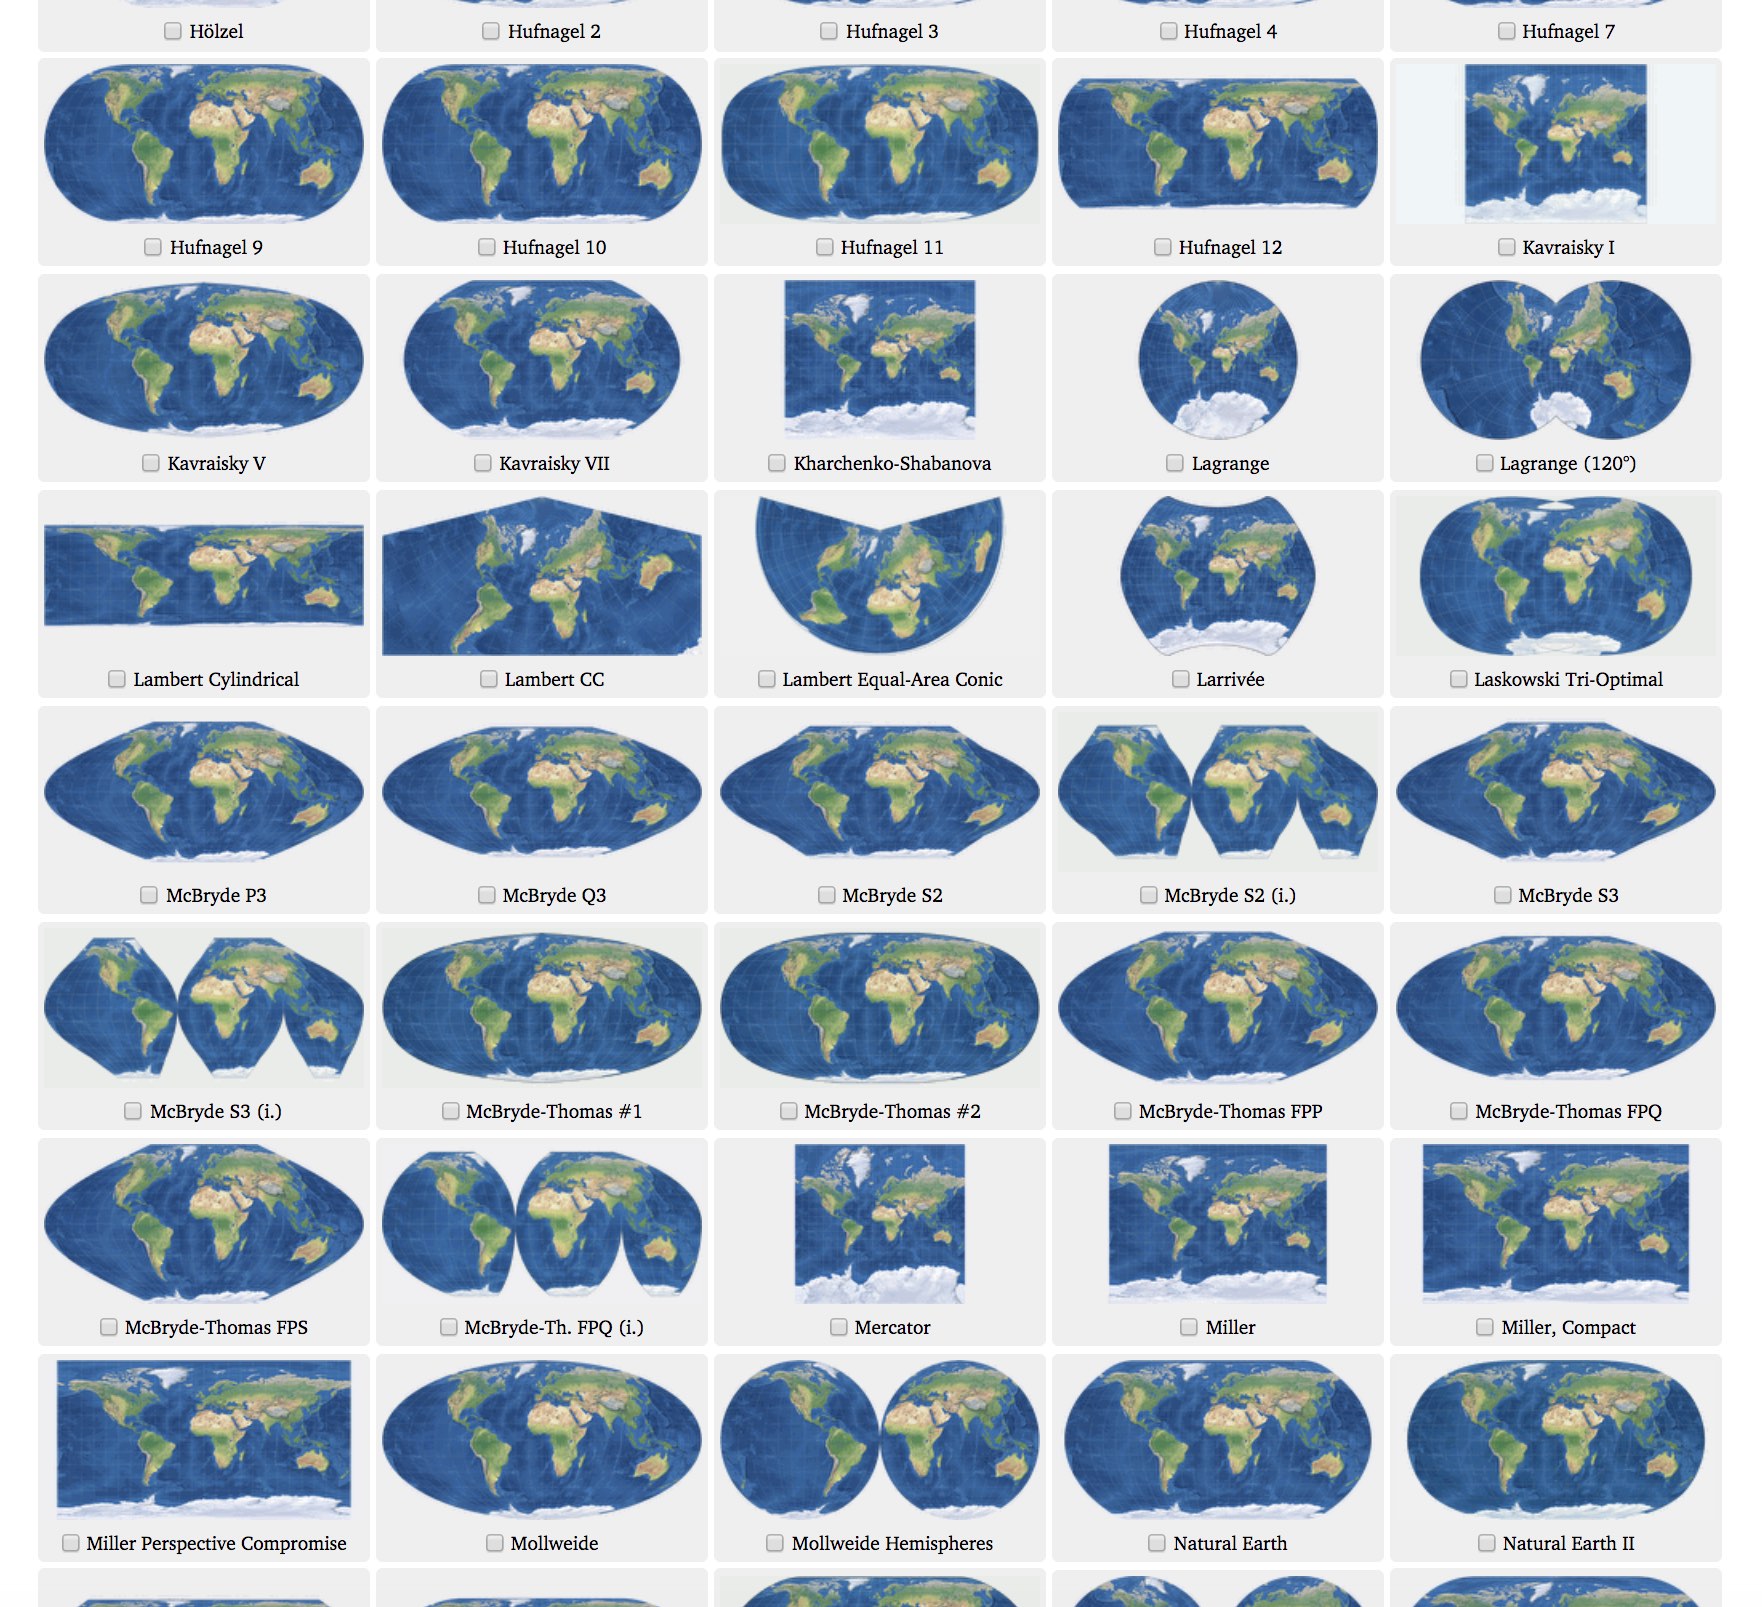 Hölzel
Hufnagel 2
Hufnagel 3
Hufnagel 4
Hufnagel 7
Hufnagel 9
Hufnagel 10
Hufnagel 11
Hufnagel 12
Kavraisky I
Kavraisky V
Kavraisky VII
Kharchenko-Shabanova
Lagrange
Lagrange (120°)
Lambert Cylindrical
Lambert CC
Lambert Equal-Area Conic
Larrivée
Laskowski Tri-Optimal
McBryde P3
McBryde Q3
McBryde S2
McBryde S2 (i.)
McBryde S3
McBryde S3 (i.)
McBryde-Thomas #1
McBryde-Thomas #2
McBryde-Thomas FPP
McBryde-Thomas FPQ
McBryde-Thomas FPS
McBryde-Th. FPQ (i.)
Mercator
Miller
Miller, Compact
Miller Perspective Compromise
Mollweide
Mollweide Hemispheres
Natural Earth
Natural Earth II